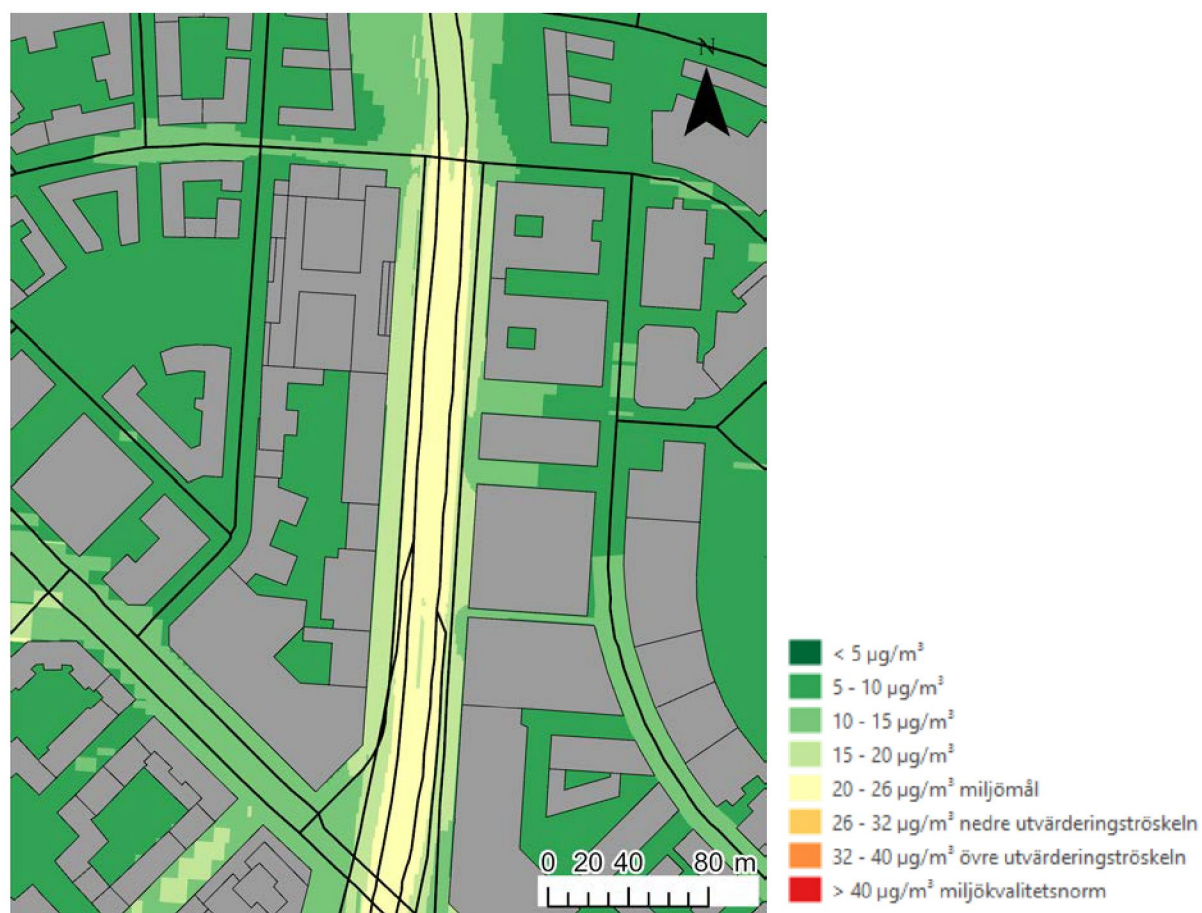 N
0 20 40 80 m
< 5 µg/m³
5 - 10 µg/m³
10 - 15 µg/m³
15 - 20 µg/m³
20 - 26 µg/m³ miljömål
26 - 32 µg/m³ nedre utvärderingströskeln
32 - 40 µg/m³ övre utvärderingströskeln
> 40 µg/m³ miljökvalitetsnorm